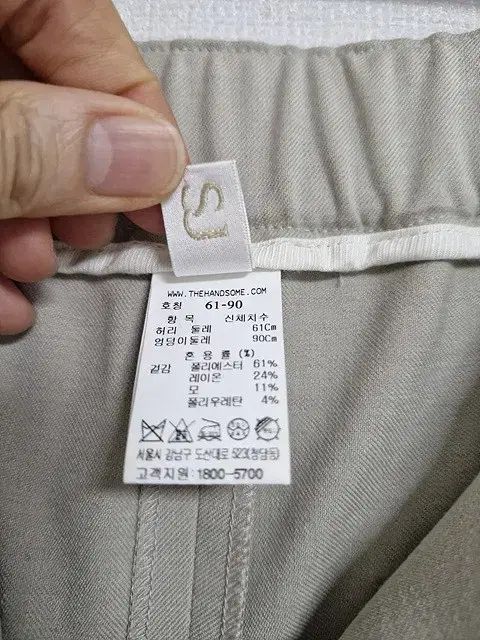 SJ
WWW.THEHANDSOME.COM
호칭 61-90
항 목 신체치수
허리 둘레 61Cm
엉덩이둘레 90Cm
혼 용 률 (%)
겉감 폴리에스터 61%
레이온 24%
모 11%
폴리우레탄 4%
서울시 강남구 도산대로 523(청담동)
고객지원: 1800-5700